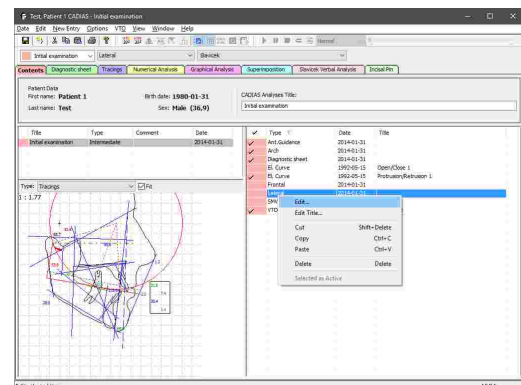 Test, Patient 1 CADIAS - Initial examination
Data Edit New Entry Options VTO View Window Help
Normal
Initial examination Lateral Slavicek
Contents Diagnostic sheet Tracings Numerical Analysis Graphical Analysis Superimposition Slavicek Verbal Analysis Incisal Pin
Patient Data
First name: Patient 1 Birth date: 1980-01-31
Last name: Test Sex: Male (36,9)
CADIAS Analyses Title:
Initial examination
Title Type Comment Date
Initial examination Intermediate 2014-01-31
Type: Tracings Fit
1 : 1.77
Type Date Title
Ant.Guidance 2014-01-31
Arch 2014-01-31
Diagnostic sheet 2014-01-31
El. Curve 1992-05-15 Open/Close 1
El. Curve 1992-05-15 Protrusion/Retrusion 1
Frontal 2014-01-31
Lateral 2014-01-31
SMV
VTO
Edit...
Edit Title...
Cut Shift+Delete
Copy Ctrl+C
Paste Ctrl+V
Delete Delete
Selected as Active